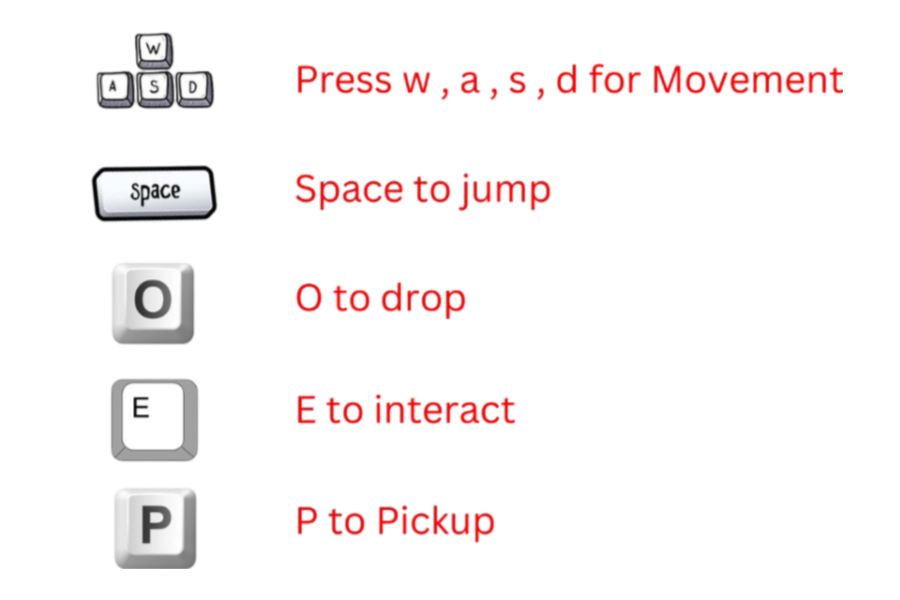 W
A S D
Press w , a , s , d for Movement
Space
Space to jump
O
O to drop
E
E to interact
P
P to Pickup